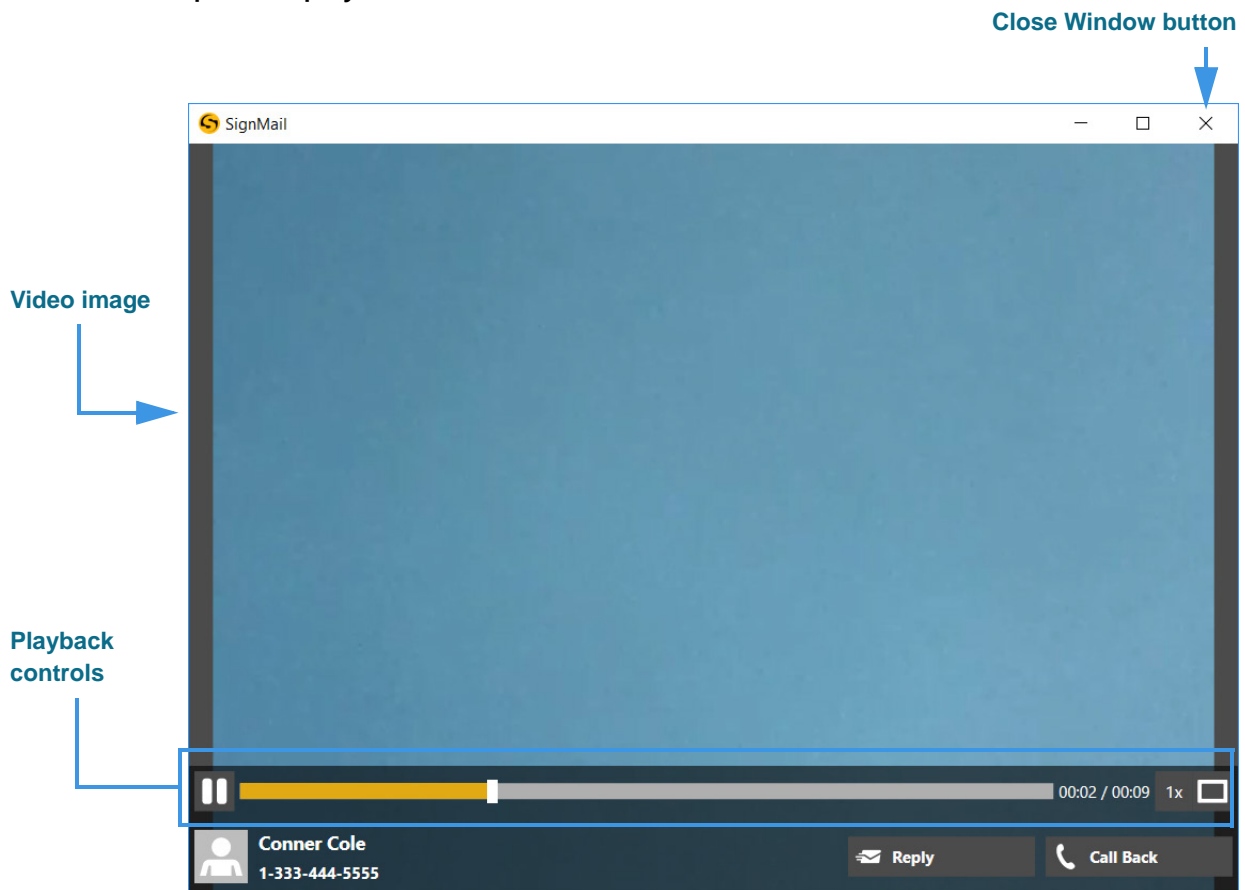 Close Window button
SignMail
Video image
Playback
controls
00:02 / 00:09 1x
Conner Cole
1-333-444-5555
Reply
Call Back